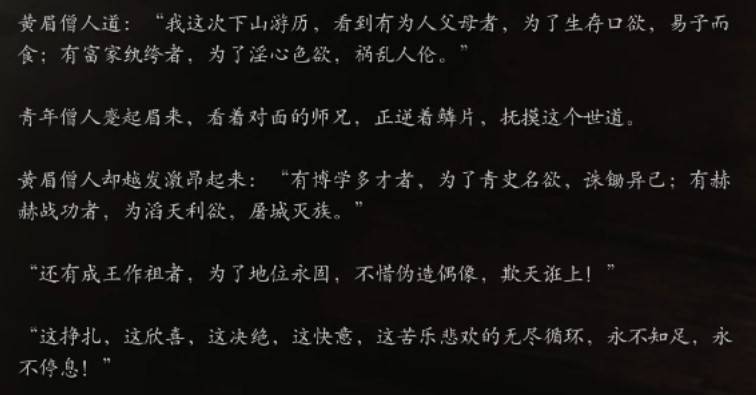 黄眉僧人道：“我这次下山游历，看到有为人父母者，为了生存口欲，易子而
食；有富家纨绔者，为了淫心色欲，祸乱人伦。”
青年僧人蹙起眉来，看着对面的师兄，正逆着鳞片，抚摸这个世道。
黄眉僧人却越发激昂起来：“有博学多才者，为了青史名欲，诛锄异己；有赫
赫战功者，为滔天利欲，屠城灭族。”
“还有成王作祖者，为了地位永固，不惜伪造偶像，欺天诳上！”
“这挣扎，这欣喜，这决绝，这快意，这苦乐悲欢的无尽循环，永不知足，永
不停息！”